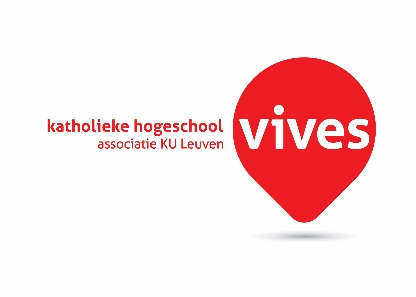 katholieke hogeschool
associatie KU Leuven
vives